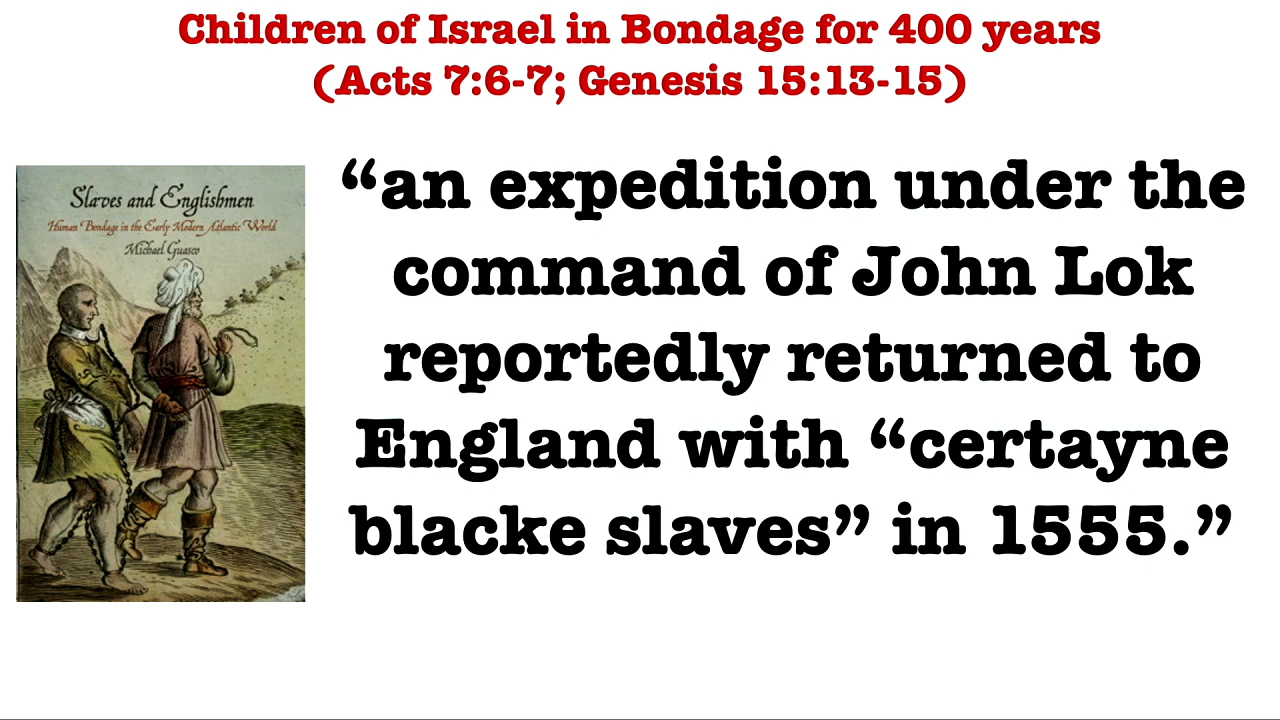 Children of Israel in Bondage for 400 years
(Acts 7:6-7; Genesis 15:13-15)
Slaves and Englishmen
Human Bondage in the Early Modern Atlantic World
Michael Guasco
“an expedition under the
command of John Lok
reportedly returned to
England with “certayne
blacke slaves” in 1555.”